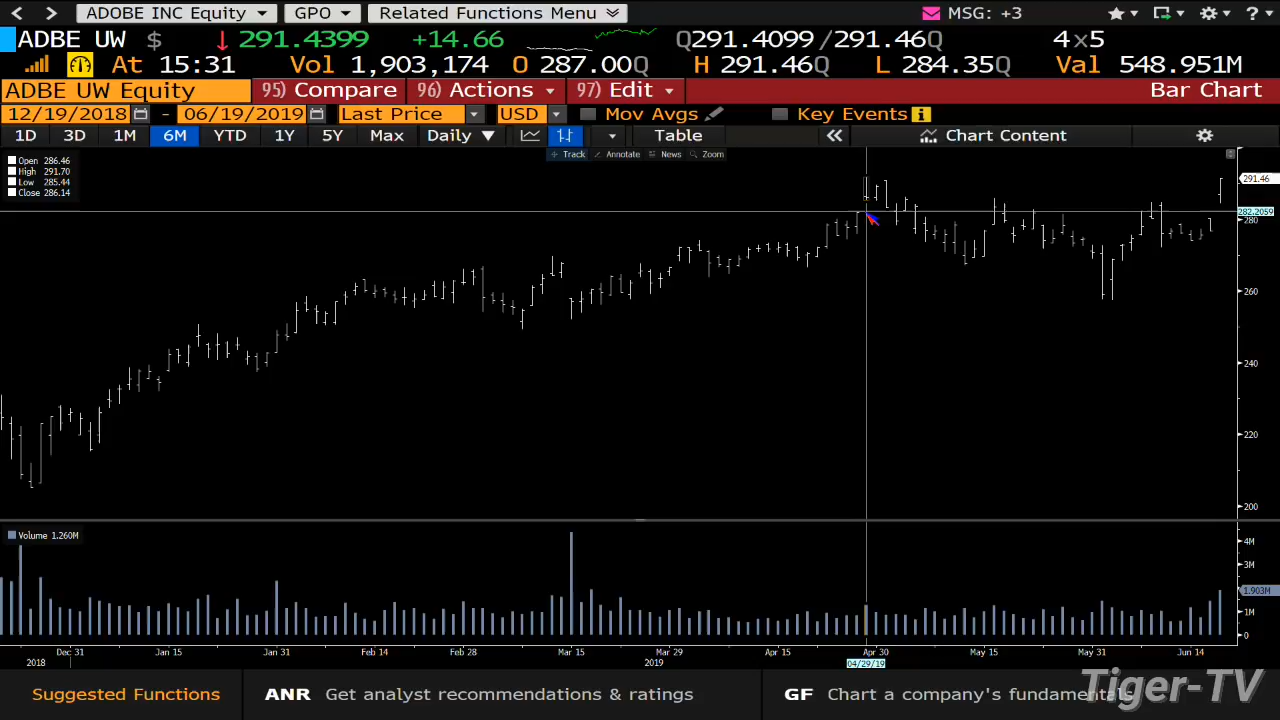 < > ADOBE INC Equity GPO Related Functions Menu MSG: +3 ?
ADBE UW $ ↓ 291.4399 +14.66 Q291.4099/291.46Q 4×5
At 15:31 Vol 1,903,174 O 287.00Q H 291.46Q L 284.35Q Val 548.951M
ADBE UW Equity 95) Compare 96) Actions 97) Edit Bar Chart
12/19/2018 - 06/19/2019 Last Price USD Mov Avgs Key Events i
1D 3D 1M 6M YTD 1Y 5Y Max Daily ▼ Table « Chart Content
Track Annotate News Zoom
Open 286.46
High 291.70
Low 285.44
Close 286.14
291.46
282.2059
280
260
240
220
200
Volume 1.260M
4M
3M
1.903M
1M
0
Dec 31 Jan 15 Jan 31 Feb 14 Feb 28 Mar 15 Mar 29 Apr 15 Apr 30 May 15 May 31 Jun 14
2018 2019 04/29/19
Suggested Functions ANR Get analyst recommendations & ratings GF Chart a company's fundamentals
Tiger-TV